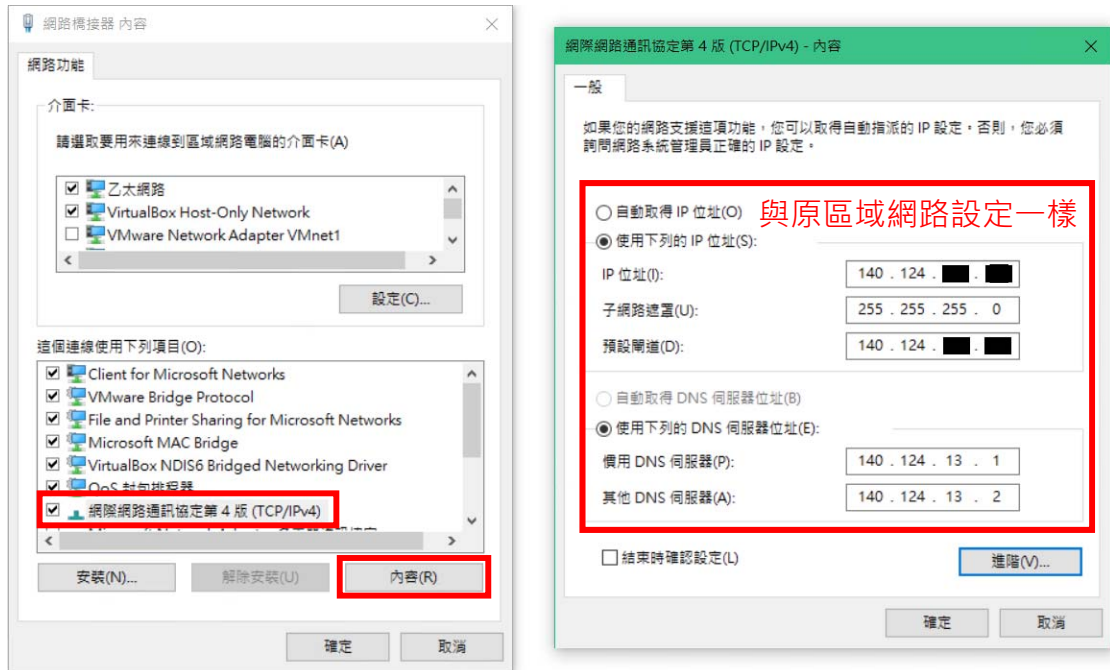 網路橋接器 內容
網路功能
介面卡:
請選取要用來連線到區域網路電腦的介面卡(A)
乙太網路
VirtualBox Host-Only Network
VMware Network Adapter VMnet1
設定(C)...
這個連線使用下列項目(O):
Client for Microsoft Networks
VMware Bridge Protocol
File and Printer Sharing for Microsoft Networks
Microsoft MAC Bridge
VirtualBox NDIS6 Bridged Networking Driver
QoS 封包排程器
網際網路通訊協定第 4 版 (TCP/IPv4)
安裝(N)...
解除安裝(U)
內容(R)
確定
取消
網際網路通訊協定第 4 版 (TCP/IPv4) - 內容
一般
如果您的網路支援這項功能，您可以取得自動指派的 IP 設定。否則，您必須
詢問網路系統管理員正確的 IP 設定。
自動取得 IP 位址(O)
與原區域網路設定一樣
使用下列的 IP 位址(S):
IP 位址(I):
140 . 124 .
子網路遮罩(U):
255 . 255 . 255 . 0
預設閘道(D):
140 . 124 .
自動取得 DNS 伺服器位址(B)
使用下列的 DNS 伺服器位址(E):
慣用 DNS 伺服器(P):
140 . 124 . 13 . 1
其他 DNS 伺服器(A):
140 . 124 . 13 . 2
結束時確認設定(L)
進階(V)...
確定
取消